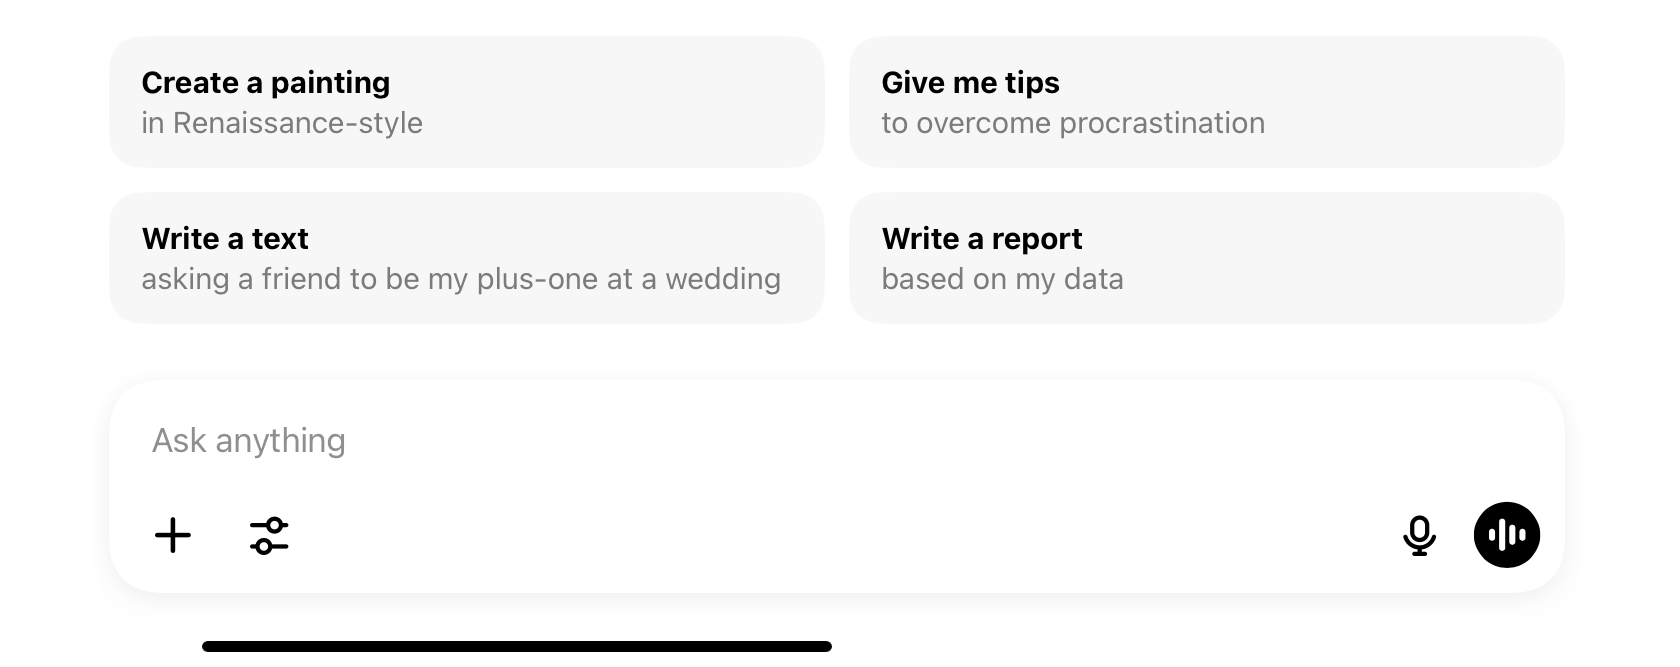 Create a painting
in Renaissance-style
Give me tips
to overcome procrastination
Write a text
asking a friend to be my plus-one at a wedding
Write a report
based on my data
Ask anything